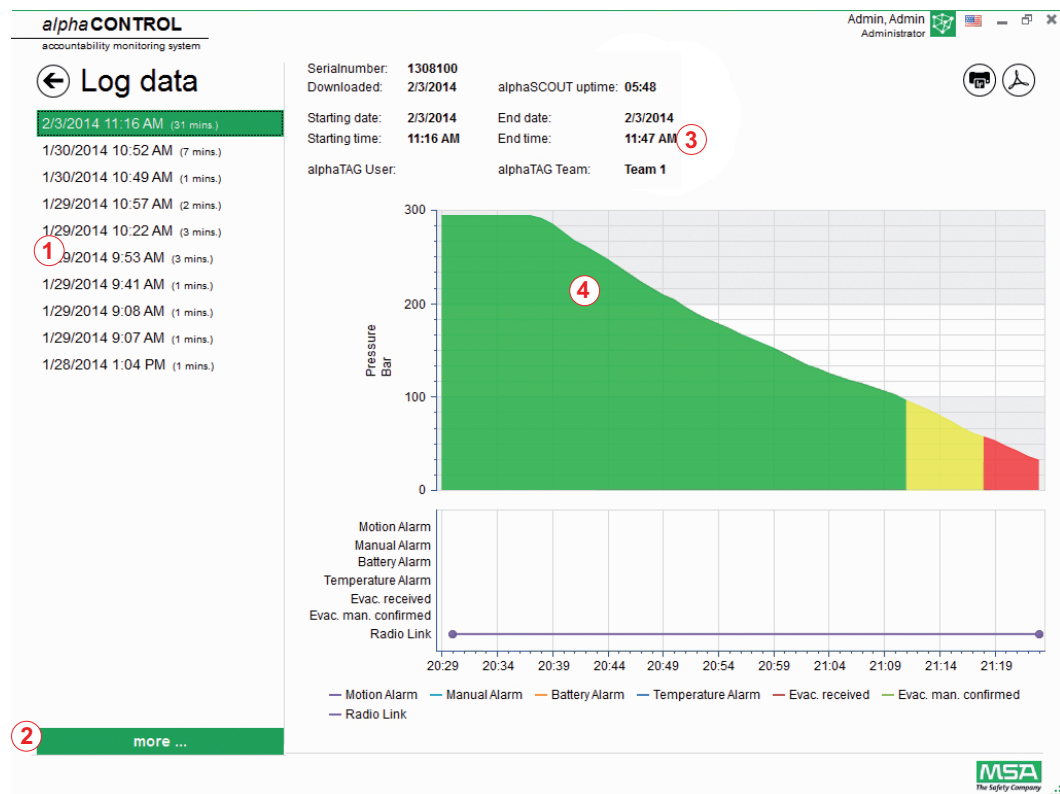 alphaCONTROL
accountability monitoring system
Admin, Admin
Administrator
Log data
2/3/2014 11:16 AM (31 mins.)
1/30/2014 10:52 AM (7 mins.)
1/30/2014 10:49 AM (1 mins.)
1/29/2014 10:57 AM (2 mins.)
1/29/2014 10:22 AM (3 mins.)
1
9/2014 9:53 AM (3 mins.)
1/29/2014 9:41 AM (1 mins.)
1/29/2014 9:08 AM (1 mins.)
1/29/2014 9:07 AM (1 mins.)
1/28/2014 1:04 PM (1 mins.)
2
more ...
Serialnumber: 1308100
Downloaded: 2/3/2014 alphaSCOUT uptime: 05:48
Starting date: 2/3/2014 End date: 2/3/2014
Starting time: 11:16 AM End time: 11:47 AM
3
alphaTAG User: alphaTAG Team: Team 1
300
200
100
0
Pressure
Bar
4
Motion Alarm
Manual Alarm
Battery Alarm
Temperature Alarm
Evac. received
Evac. man. confirmed
Radio Link
20:29 20:34 20:39 20:44 20:49 20:54 20:59 21:04 21:09 21:14 21:19
Motion Alarm Manual Alarm Battery Alarm Temperature Alarm Evac. received Evac. man. confirmed
Radio Link
MSA
The Safety Company